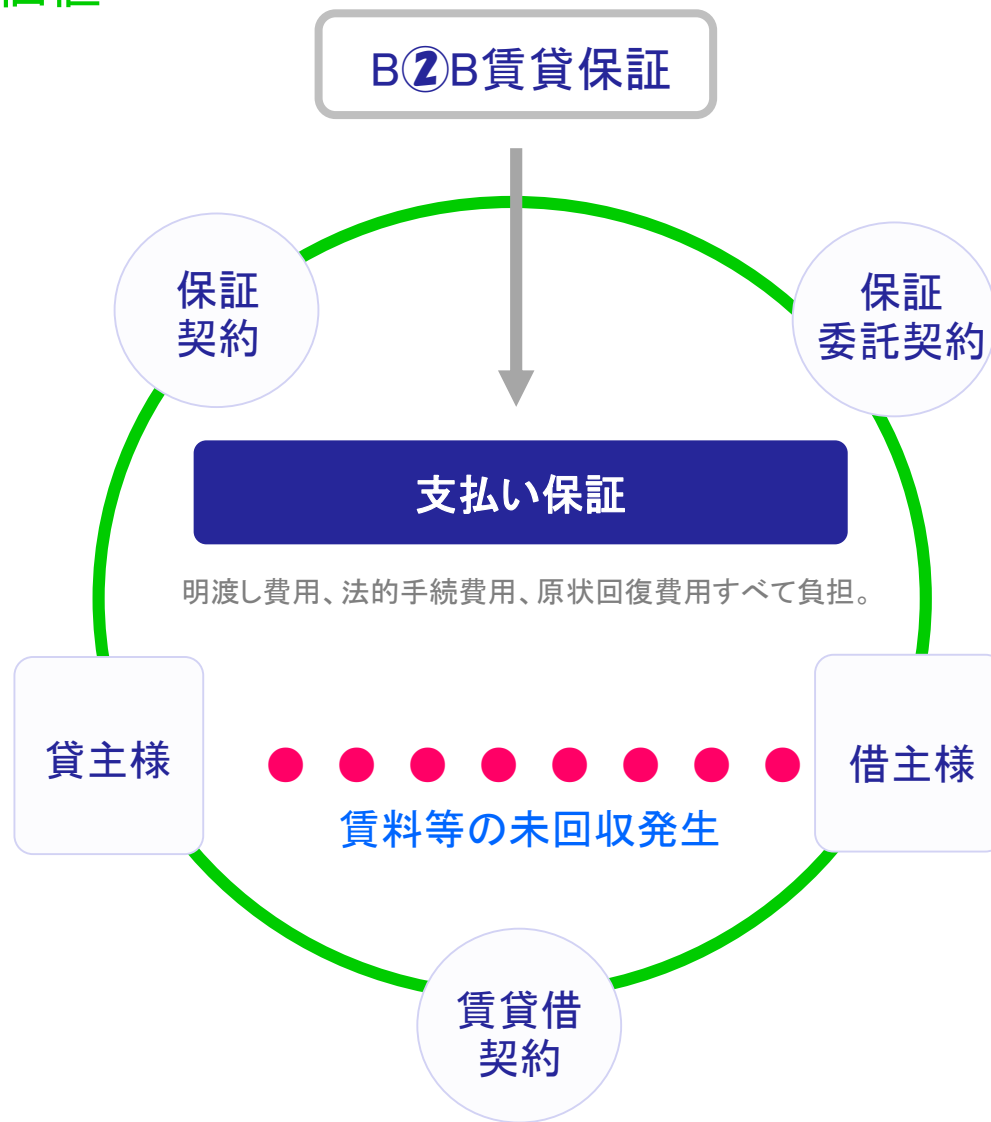 B②B賃貸保証
保証
契約
保証
委託契約
支払い保証
明渡し費用、法的手続費用、原状回復費用すべて負担。
貸主様
借主様
賃料等の未回収発生
賃貸借
契約